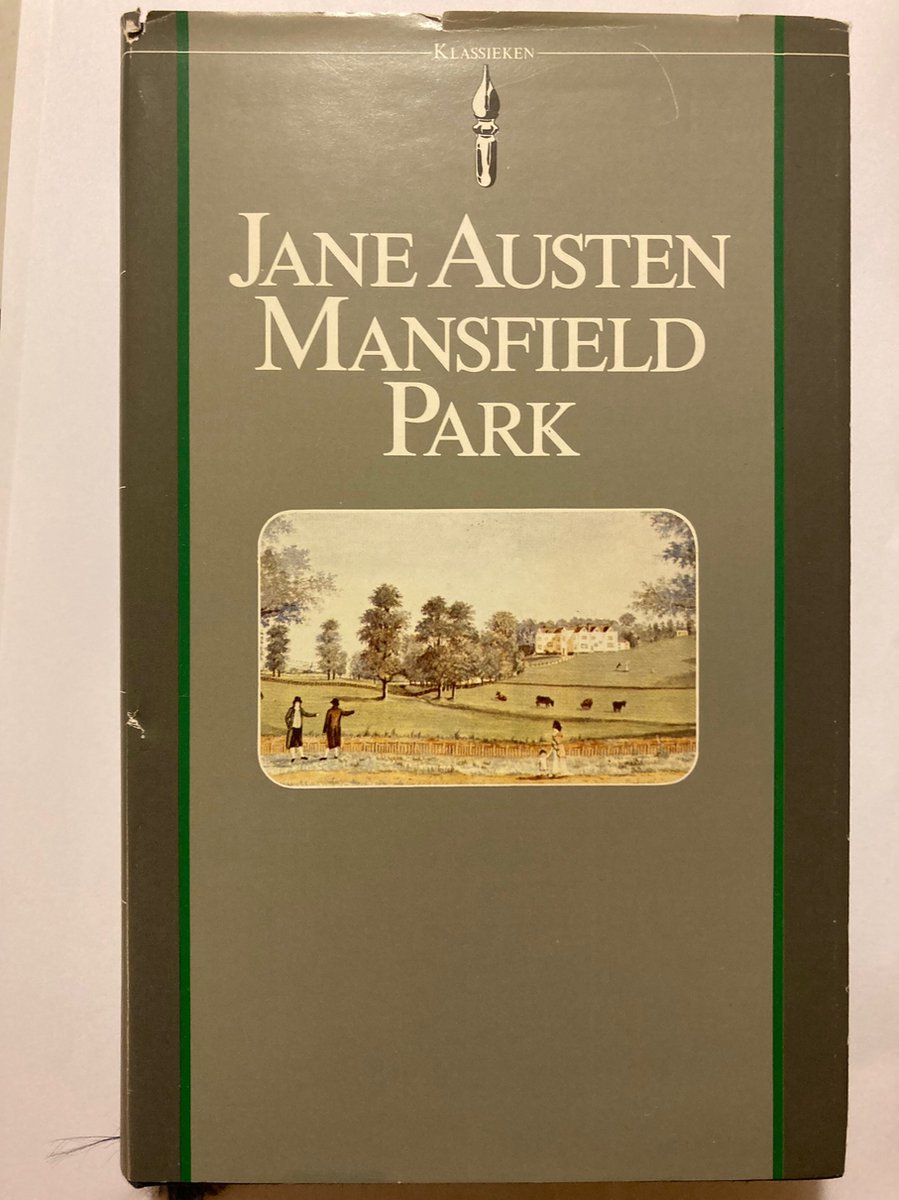 KLASSIEKEN
JANE AUSTEN
MANSFIELD
PARK